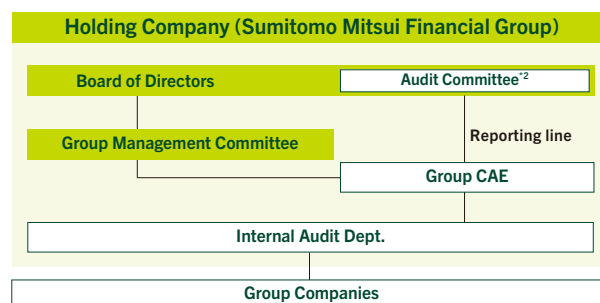 Holding Company (Sumitomo Mitsui Financial Group)
Board of Directors
Audit Committee*2
Group Management Committee
Reporting line
Group CAE
Internal Audit Dept.
Group Companies